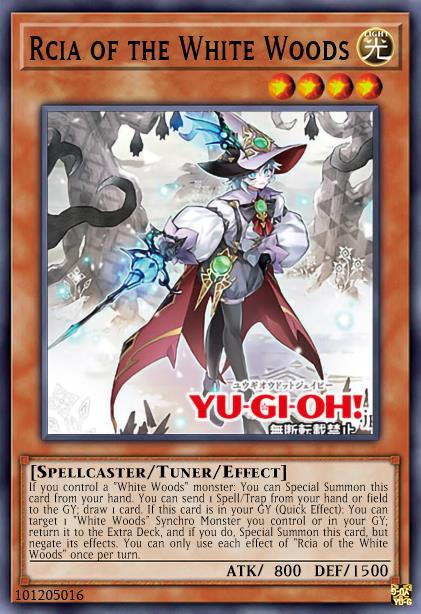 RCIA OF THE WHITE WOODS
LIGHT
光
ユウギオウドットジェイピー
YU-GI-OH!
無断転載禁止
[SPELLCASTER/TUNER/EFFECT]
If you control a "White Woods" monster: You can Special Summon this
card from your hand. You can send 1 Spell/Trap from your hand or field
to the GY; draw 1 card. If this card is in your GY (Quick Effect): You can
target 1 "White Woods" Synchro Monster you control or in your GY;
return it to the Extra Deck, and if you do, Special Summon this card, but
negate its effects. You can only use each effect of "Rcia of the White
Woods" once per turn.
ATK/ 800 DEF/1500
101205016